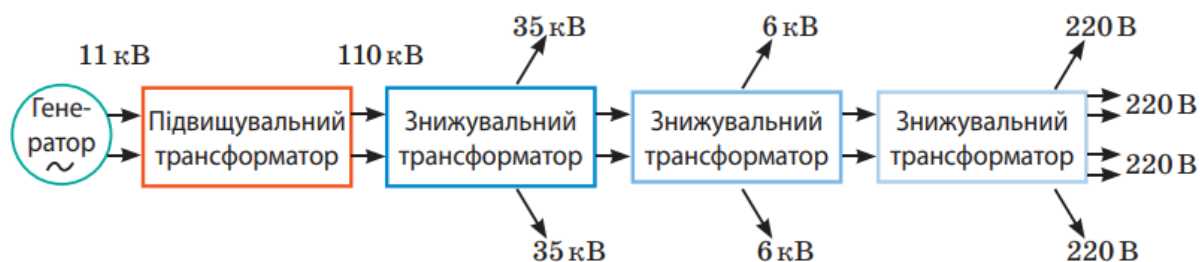 35 кВ
6 кВ
220 В
11 кВ
110 кВ
Гене-
ратор
~
Підвищувальний
трансформатор
Знижувальний
трансформатор
Знижувальний
трансформатор
Знижувальний
трансформатор
220 В
220 В
35 кВ
6 кВ
220 В